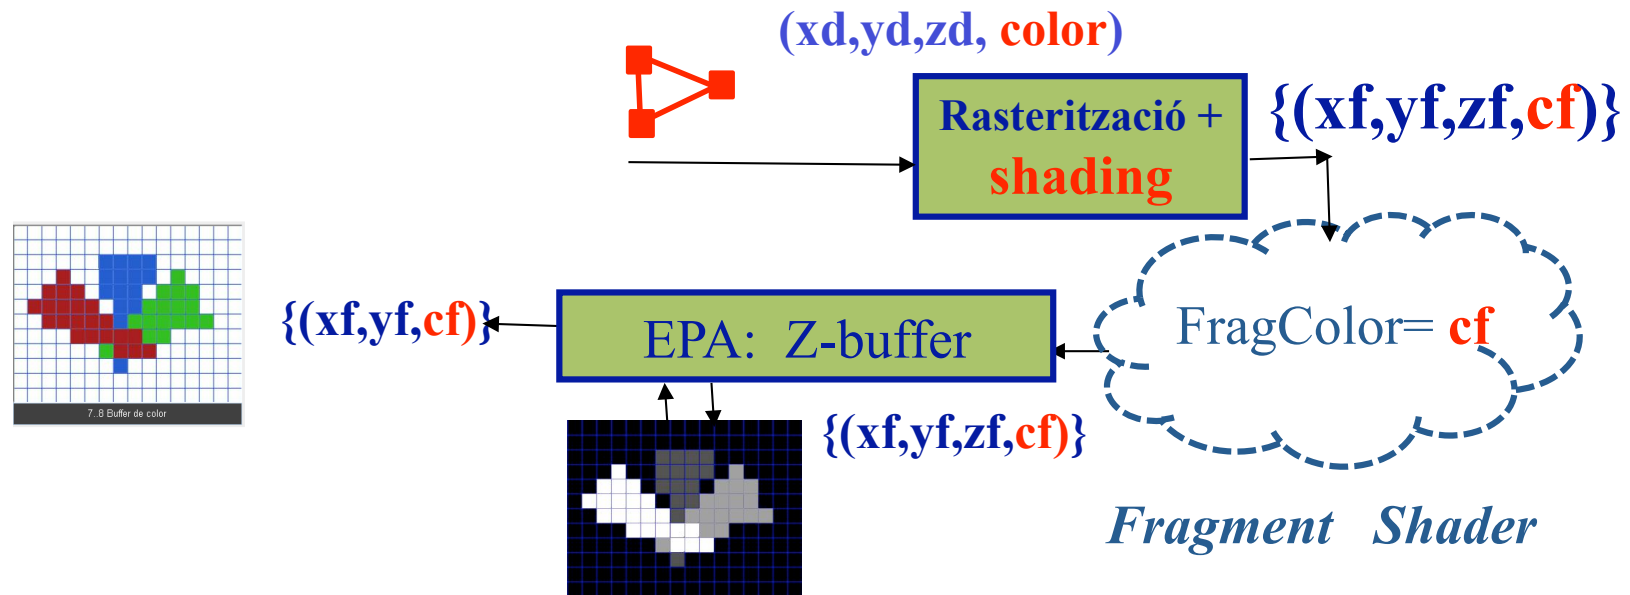 (xd,yd,zd, color)
Rasterització +
shading
{(xf,yf,zf,cf)}
FragColor= cf
Fragment Shader
EPA: Z-buffer
{(xf,yf,zf,cf)}
{(xf,yf,cf)}
7..8 Buffer de color